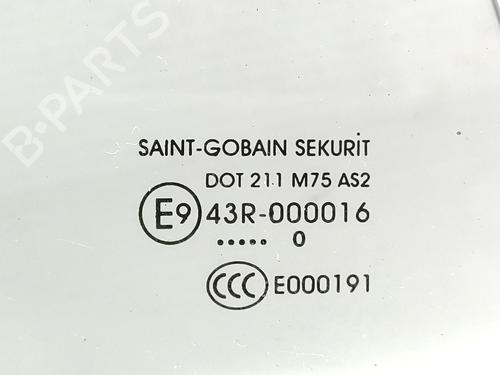 B-PARTS
SAINT-GOBAIN SEKURIT
DOT 211 M75 AS2
E9 43R-000016
..... 0
CCC E000191